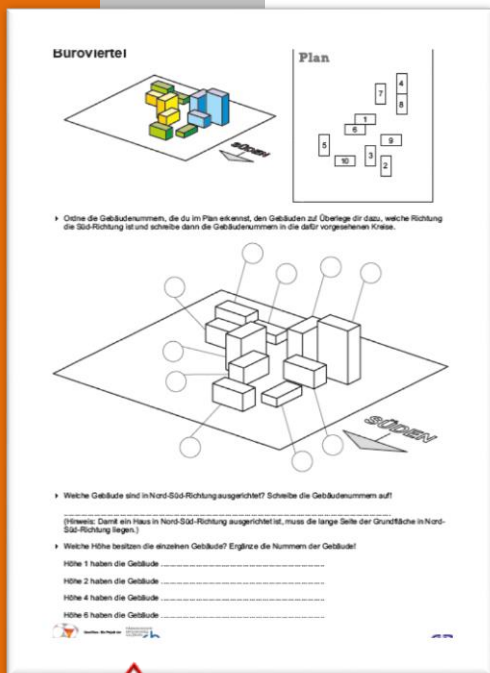 Büroviertel
Plan
4
7
8
1
6
9
5
3
10
2
SÜDEN
Ordne die Gebäudenummern, die du im Plan erkennst, den Gebäuden zu! Überlege dir dazu, welche Richtung
die Süd-Richtung ist und schreibe dann die Gebäudenummern in die dafür vorgesehenen Kreise.
SÜDEN
Welche Gebäude sind in Nord-Süd-Richtung ausgerichtet? Schreibe die Gebäudenummern auf!
(Hinweis: Damit ein Haus in Nord-Süd-Richtung ausgerichtet ist, muss die lange Seite der Grundfläche in Nord-
Süd-Richtung liegen.)
Welche Höhe besitzen die einzelnen Gebäude? Ergänze die Nummern der Gebäude!
Höhe 1 haben die Gebäude
Höhe 2 haben die Gebäude
Höhe 4 haben die Gebäude
Höhe 6 haben die Gebäude